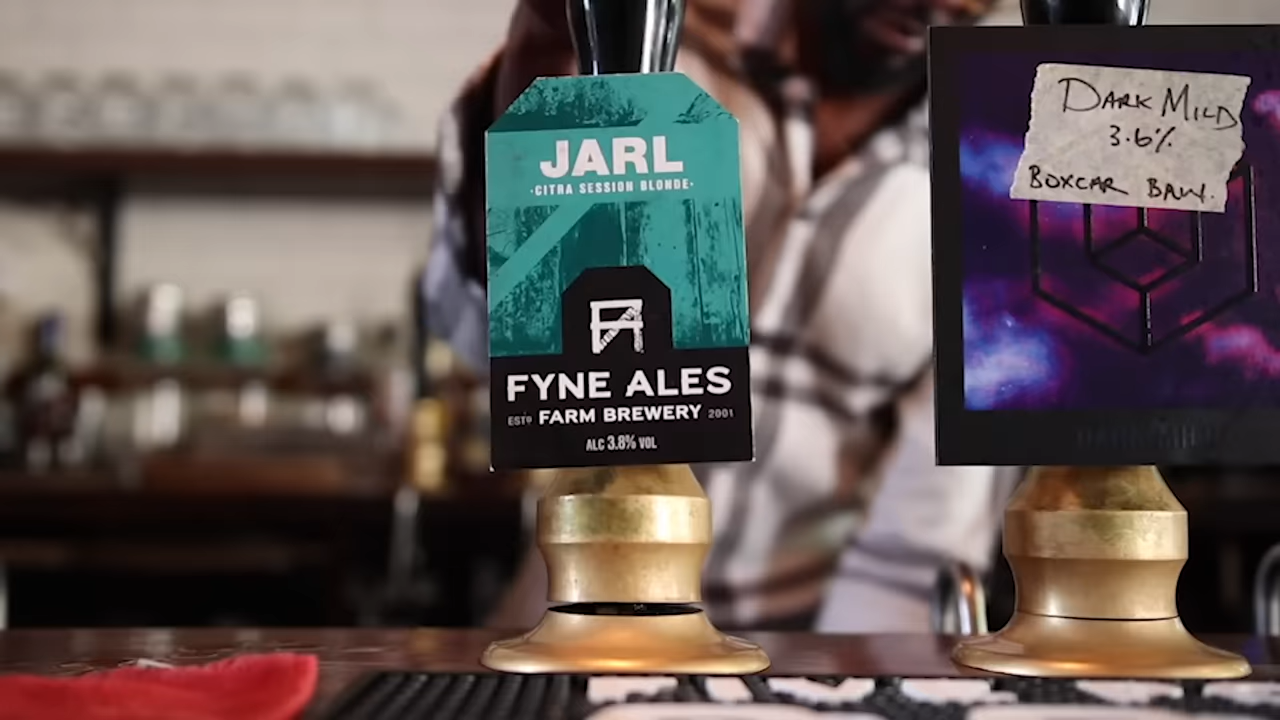 JARL
·CITRA SESSION BLONDE·
FA
FYNE ALES
ESTD FARM BREWERY 2001
ALC 3.8% VOL
DARK MILD
3.6%
BOXCAR